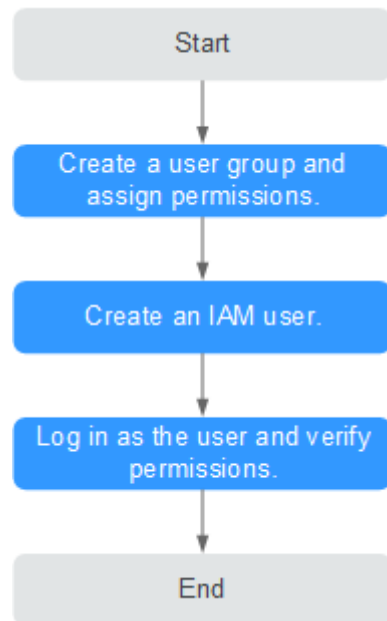 Start
Create a user group and
assign permissions.
Create an IAM user.
Log in as the user and verify
permissions.
End